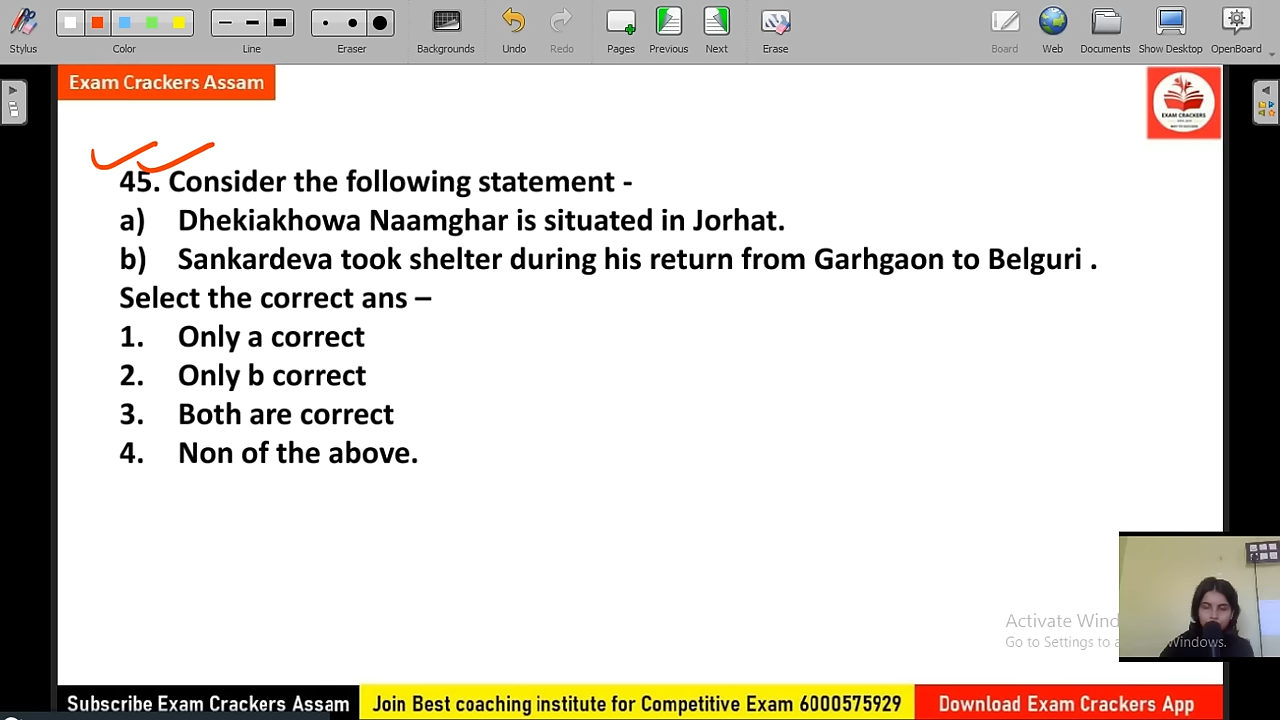 Stylus
Color
Line
Eraser
Backgrounds
Undo
Redo
Pages
Previous
Next
Erase
Board
Web
Documents
Show Desktop
OpenBoard
Exam Crackers Assam
EXAM CRACKERS
45. Consider the following statement -
a) Dhekiakhowa Naamghar is situated in Jorhat.
b) Sankardeva took shelter during his return from Garhgaon to Belguri .
Select the correct ans –
1. Only a correct
2. Only b correct
3. Both are correct
4. Non of the above.
Activate Wind
Go to Settings to a
Windows.
Subscribe Exam Crackers Assam
Join Best coaching institute for Competitive Exam 6000575929
Download Exam Crackers App